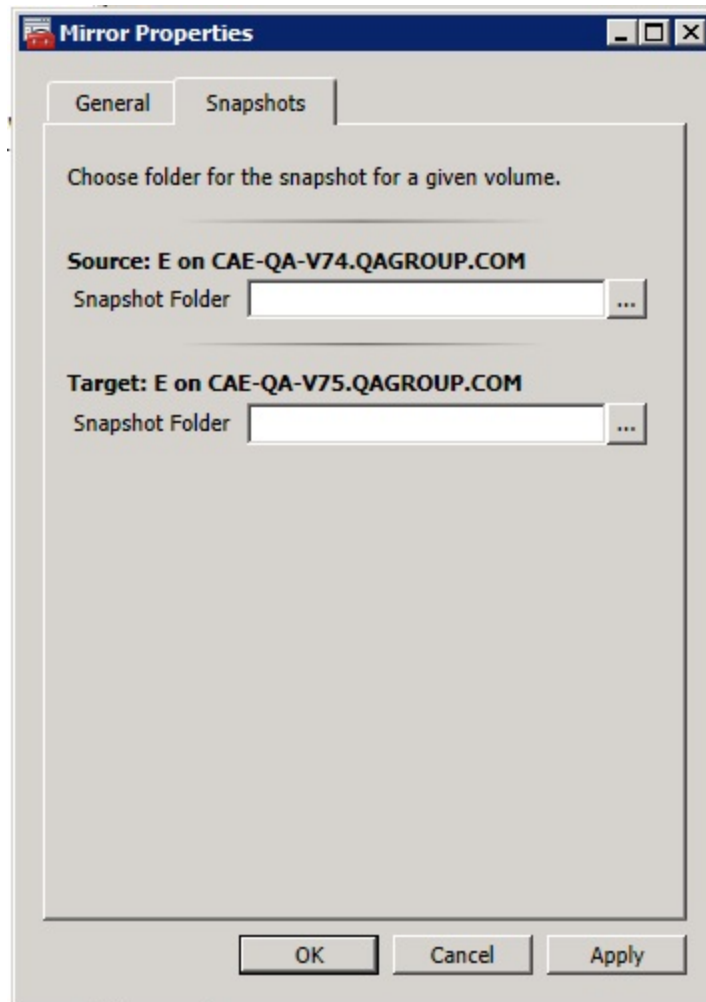 Mirror Properties
General Snapshots
Choose folder for the snapshot for a given volume.
Source: E on CAE-QA-V74.QAGROUP.COM
Snapshot Folder ...
Target: E on CAE-QA-V75.QAGROUP.COM
Snapshot Folder ...
OK Cancel Apply